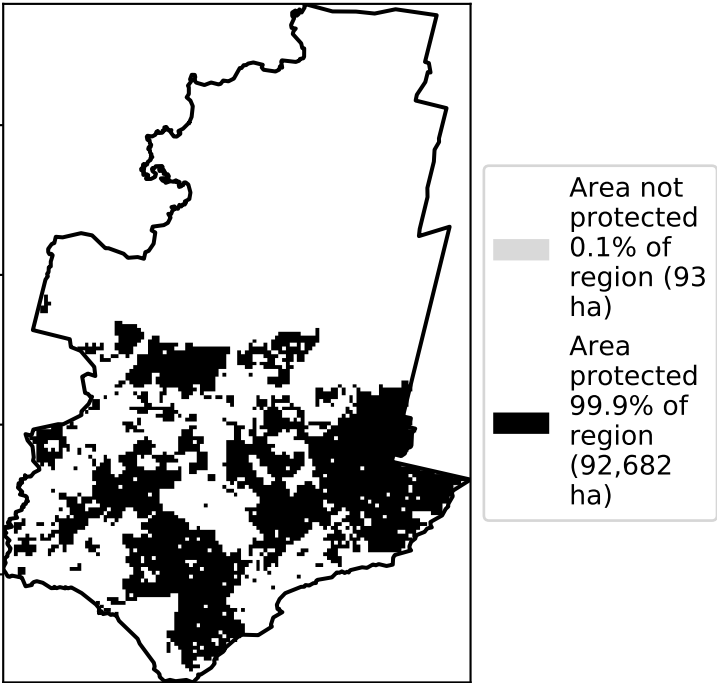 Area not
protected
0.1% of
region (93
ha)
Area
protected
99.9% of
region
(92,682
ha)